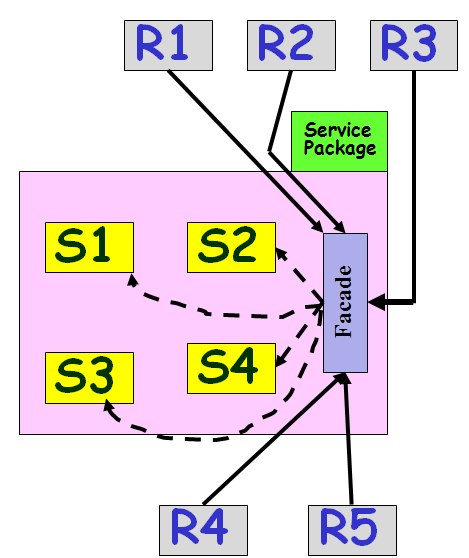 R1
R2
R3
Service
Package
S1
S2
Facade
S3
S4
R4
R5